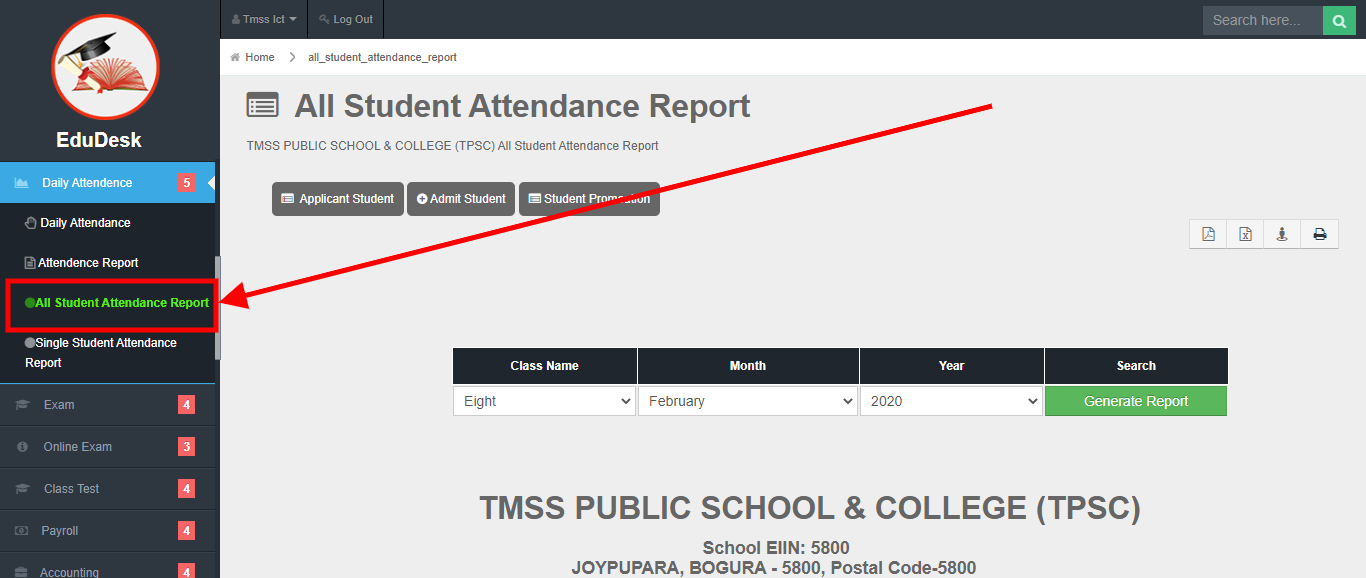 Tmss Ict
Log Out
Search here...
EduDesk
Home
all_student_attendance_report
All Student Attendance Report
TMSS PUBLIC SCHOOL & COLLEGE (TPSC) All Student Attendance Report
Applicant Student
Admit Student
Student Promotion
Daily Attendence 5
Daily Attendance
Attendence Report
All Student Attendance Report
Single Student Attendance
Report
Exam 4
Online Exam 3
Class Test 4
Payroll 4
Accounting 4
Class Name Month Year Search
Eight February 2020 Generate Report
TMSS PUBLIC SCHOOL & COLLEGE (TPSC)
School EIIN: 5800
JOYPUPARA, BOGURA - 5800, Postal Code-5800